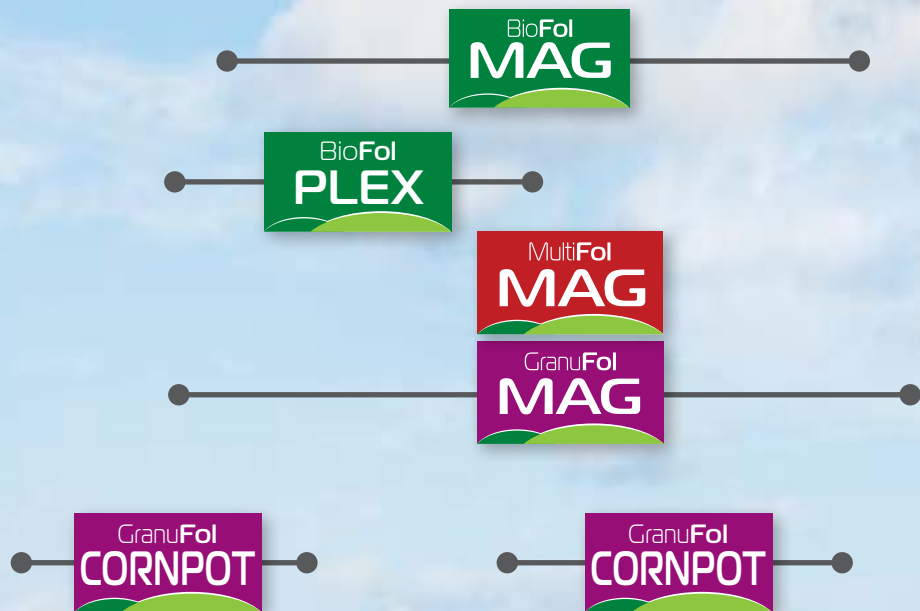 BioFol
MAG
BioFol
PLEX
MultiFol
MAG
GranuFol
MAG
GranuFol
CORNPOT
GranuFol
CORNPOT